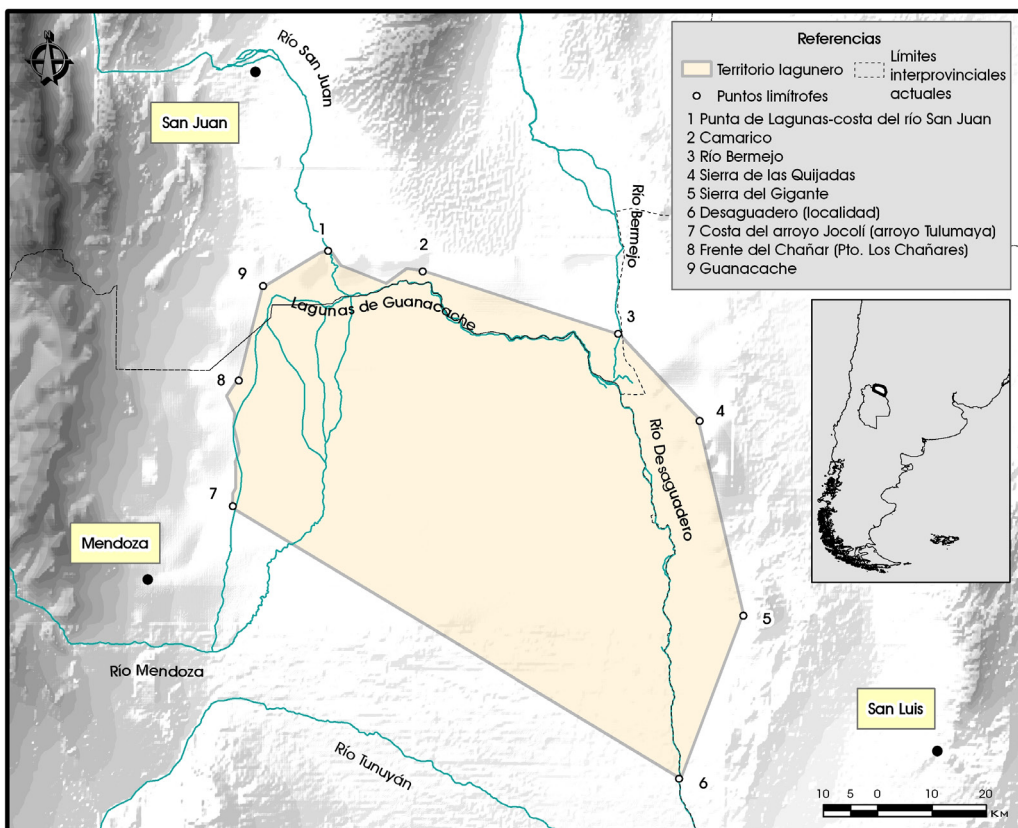 Río San Juan
San Juan
Río Bermejo
Referencias
Territorio lagunero
Límites
interprovinciales
actuales
Puntos limítrofes
1 Punta de Lagunas-costa del río San Juan
2 Camarico
3 Río Bermejo
4 Sierra de las Quijadas
5 Sierra del Gigante
6 Desaguadero (localidad)
7 Costa del arroyo Jocolí (arroyo Tulumaya)
8 Frente del Chañar (Pto. Los Chañares)
9 Guanacache
1
2
9
Lagunas de Guanacache
3
8
4
Río Desaguadero
7
Mendoza
5
Río Mendoza
San Luis
Río Tunuyán
6
10 5 0 10 20
Km